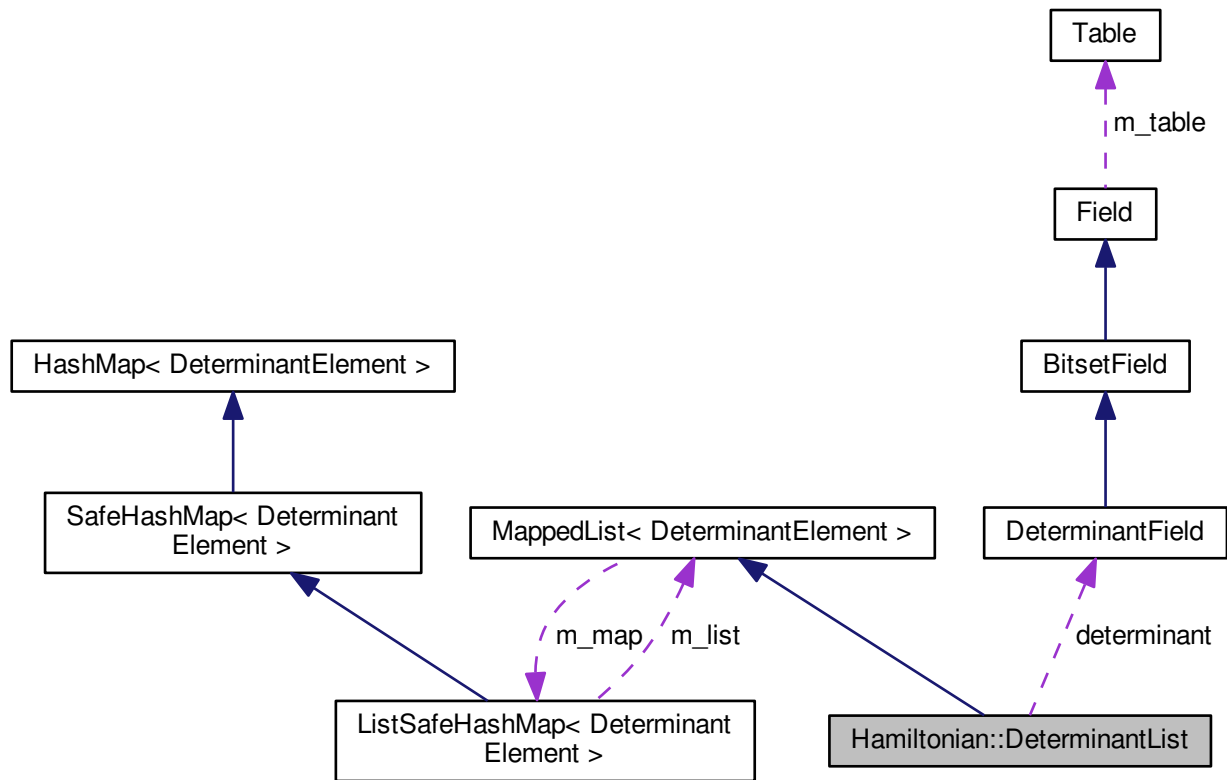 Table
m_table
Field
HashMap< DeterminantElement >
BitsetField
SafeHashMap< Determinant
Element >
MappedList< DeterminantElement >
DeterminantField
m_map
m_list
determinant
ListSafeHashMap< Determinant
Element >
Hamiltonian::DeterminantList